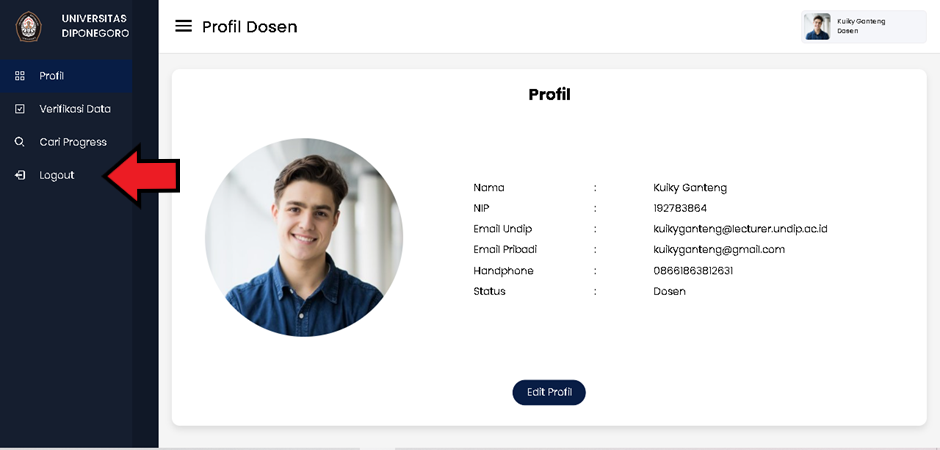 UNIVERSITAS
DIPONEGORO
Profil
Verifikasi Data
Cari Progress
Logout
Profil Dosen
Kuiky Ganteng
Dosen
Profil
Nama : Kuiky Ganteng
NIP : 192783864
Email Undip : kuikyganteng@lecturer.undip.ac.id
Email Pribadi : kuikyganteng@gmail.com
Handphone : 08661863812631
Status : Dosen
Edit Profil